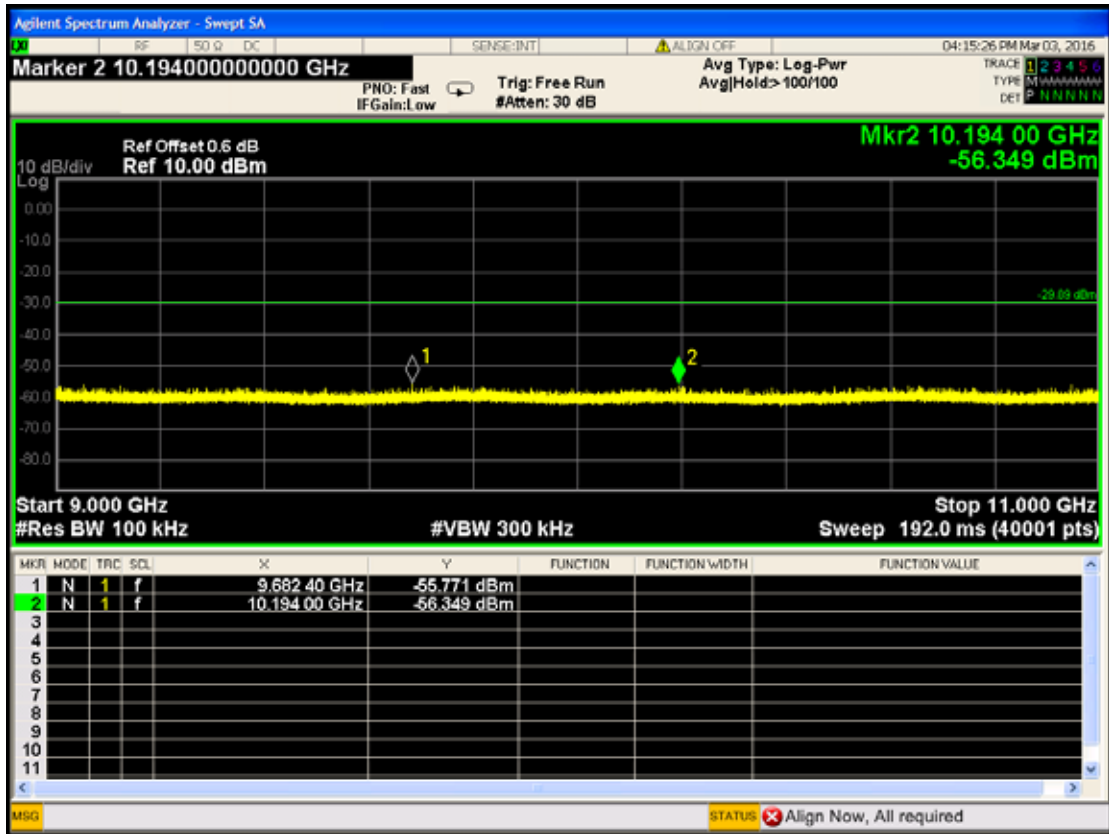 Agilent Spectrum Analyzer - Swept SA
LXI RF 50 Ω DC SENSE:INT ALIGN OFF 04:15:26 PM Mar 03, 2016
Marker 2 10.194000000000 GHz
PNO: Fast
IFGain:Low
Trig: Free Run
#Atten: 30 dB
Avg Type: Log-Pwr
Avg|Hold:>100/100
TRACE 1 2 3 4 5 6
TYPE M WWWWW
DET P N N N N N
Mkr2 10.194 00 GHz
-56.349 dBm
Ref Offset 0.6 dB
10 dB/div Ref 10.00 dBm
Log
0.00
-10.0
-20.0
-29.09 dBm
-30.0
-40.0
1
2
-50.0
-60.0
-70.0
-80.0
Start 9.000 GHz Stop 11.000 GHz
#Res BW 100 kHz #VBW 300 kHz Sweep 192.0 ms (40001 pts)
MKR MODE TRC SCL X Y FUNCTION FUNCTION WIDTH FUNCTION VALUE
1 N 1 f 9.682 40 GHz -55.771 dBm
2 N 1 f 10.194 00 GHz -56.349 dBm
3
4
5
6
7
8
9
10
11
MSG STATUS Align Now, All required